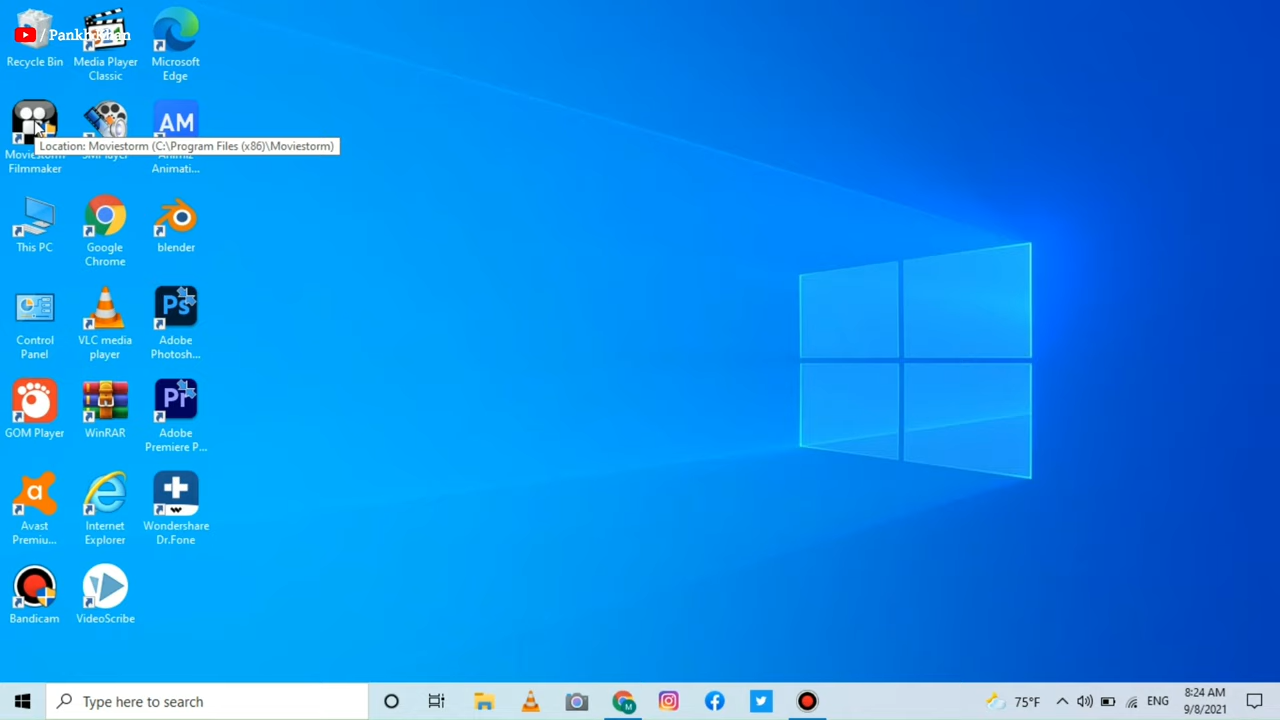 / Pankh Khan
Recycle Bin
Media Player
Classic
Microsoft
Edge
Location: Moviestorm (C:\Program Files (x86)\Moviestorm)
Filmmaker
Animati...
This PC
Google
Chrome
blender
Control
Panel
VLC media
player
Adobe
Photosh...
GOM Player
WinRAR
Adobe
Premiere P...
Avast
Premiu...
Internet
Explorer
Wondershare
Dr.Fone
Bandicam
VideoScribe
AM
Ps
Pr
Type here to search
75°F
ENG
8:24 AM
9/8/2021